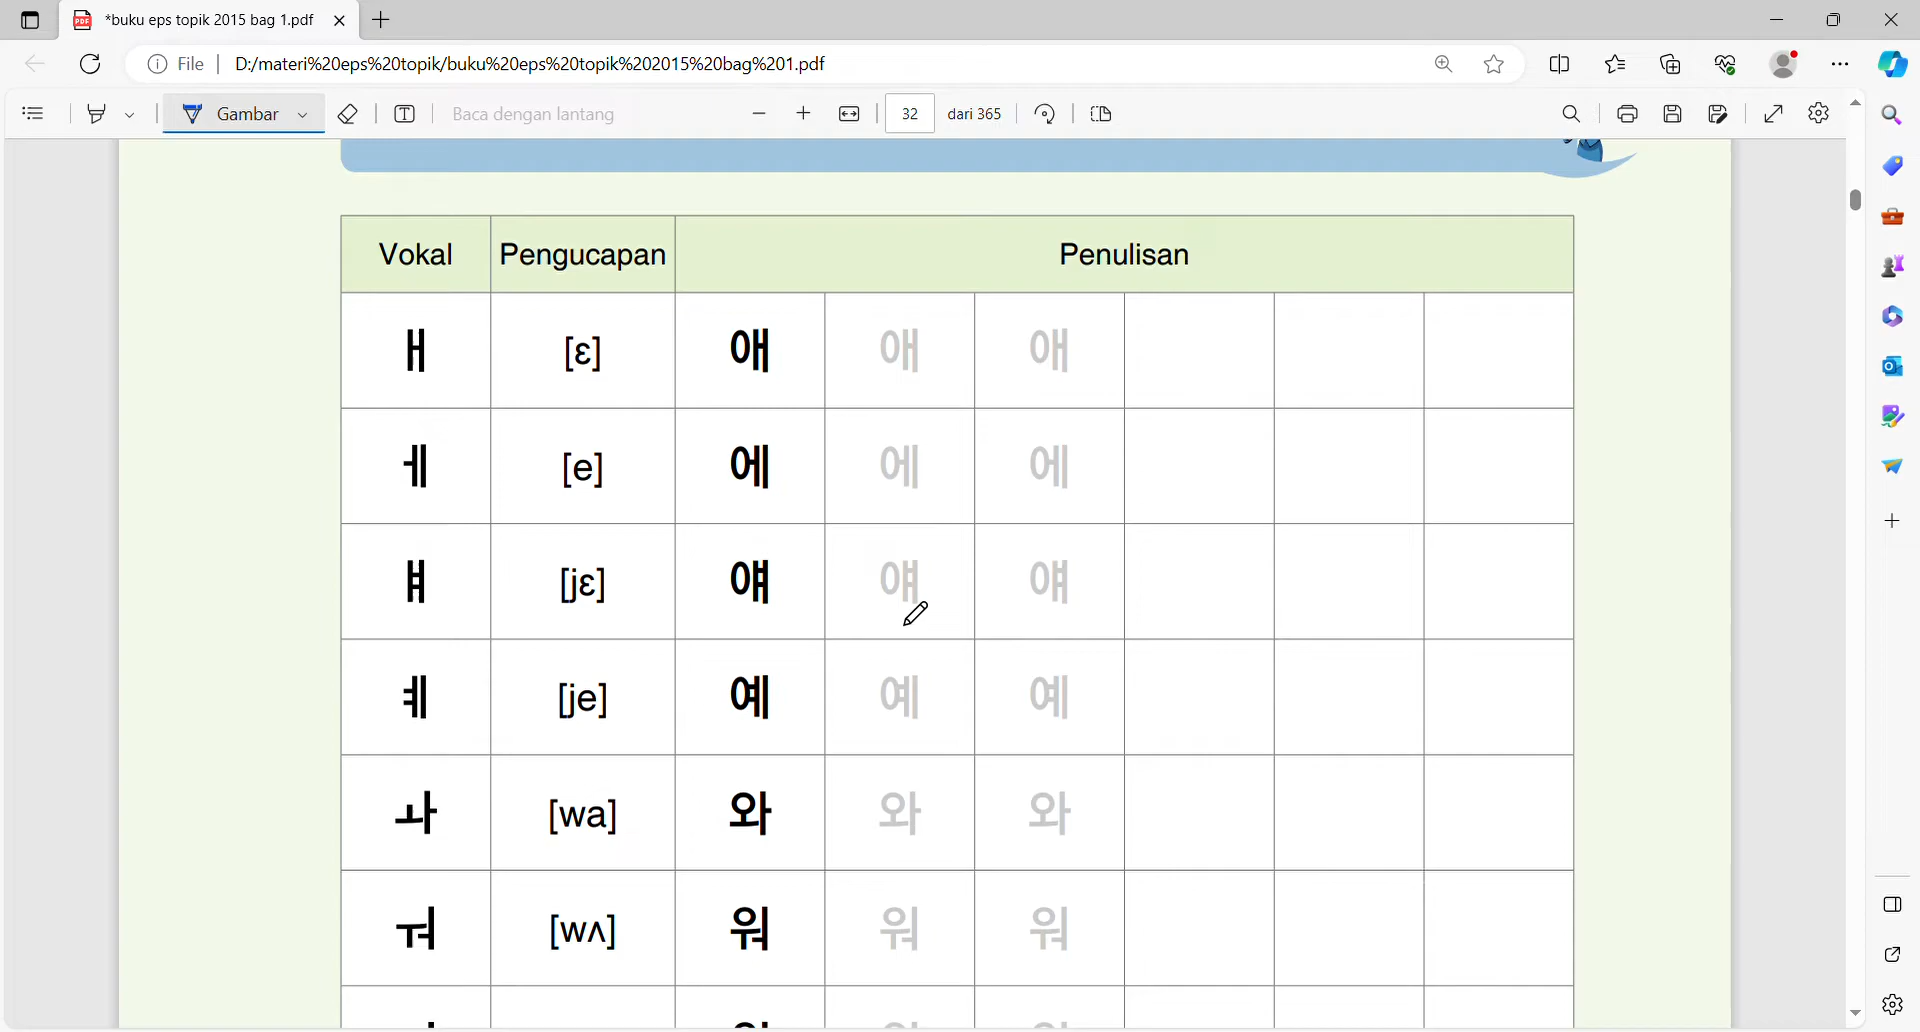 *buku eps topik 2015 bag 1.pdf
File D:/materi%20eps%20topik/buku%20eps%20topik%202015%20bag%201.pdf
Gambar Baca dengan lantang 32 dari 365
Vokal Pengucapan Penulisan
ㅐ [ɛ] 애 애 애
ㅔ [e] 에 에 에
ㅒ [jɛ] 얘 얘 얘
ㅖ [je] 예 예 예
ㅘ [wa] 와 와 와
ㅝ [wʌ] 워 워 워